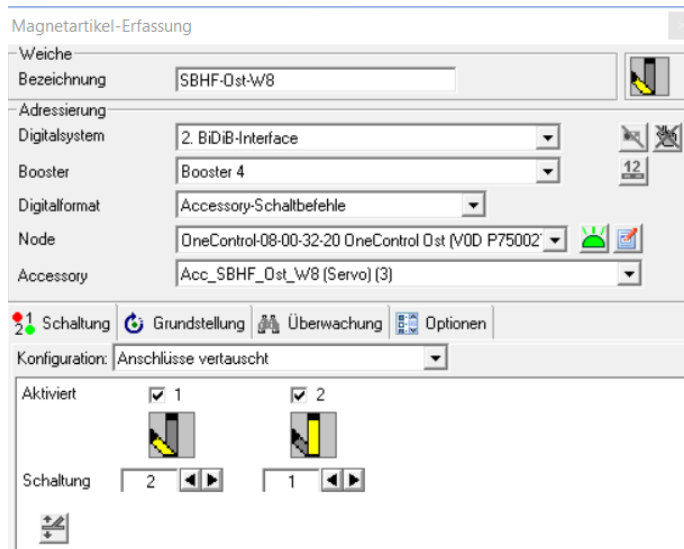 Magnetartikel-Erfassung
Weiche
Bezeichnung SBHF-Ost-W8
Adressierung
Digitalsystem 2. BiDiB-Interface
Booster Booster 4 12
Digitalformat Accessory-Schaltbefehle
Node OneControl-08-00-32-20 OneControl Ost (V0D P75002
Accessory Acc_SBHF_Ost_W8 (Servo) (3)
1 2 Schaltung Grundstellung Überwachung Optionen
Konfiguration: Anschlüsse vertauscht
Aktiviert 1 2
Schaltung 2 1